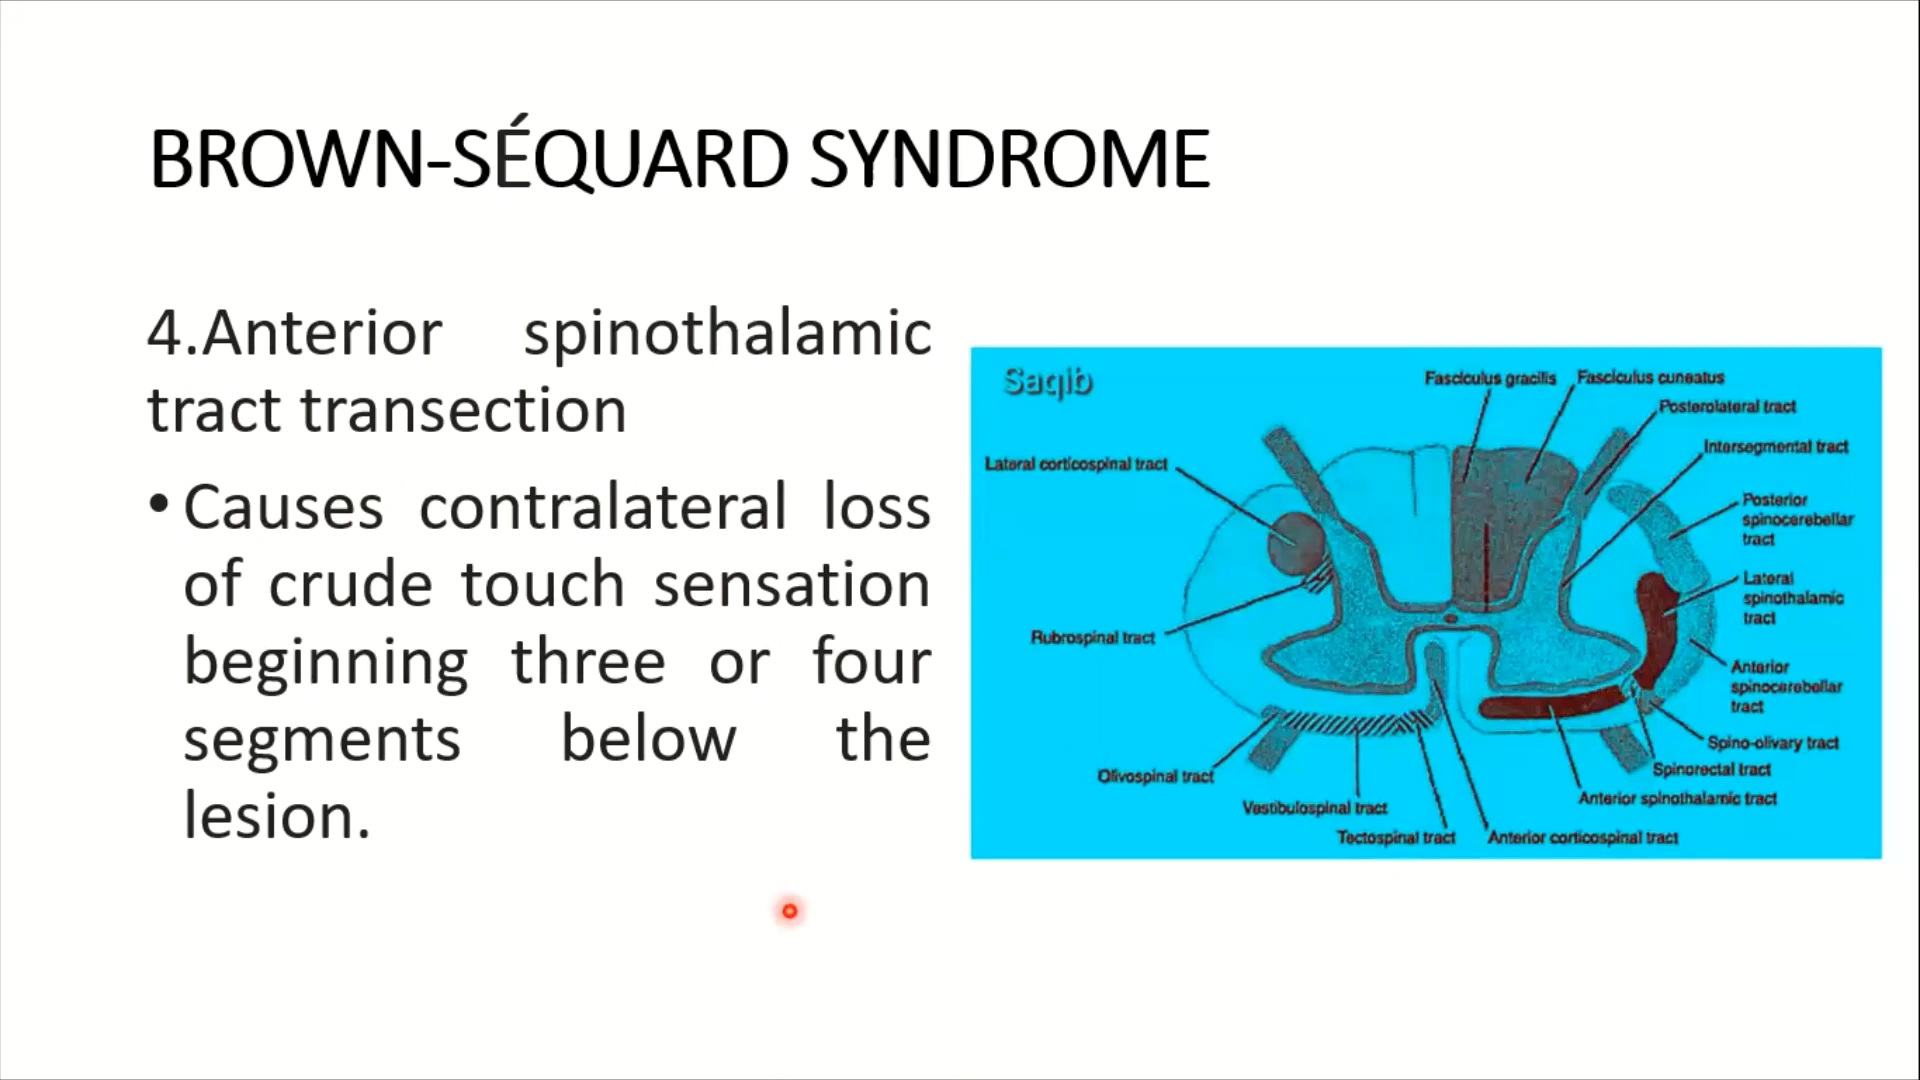 BROWN-SÉQUARD SYNDROME
4.Anterior spinothalamic
tract transection
• Causes contralateral loss
of crude touch sensation
beginning three or four
segments below the
lesion.
Saqib
Fasciculus gracilis
Fasciculus cuneatus
Posterolateral tract
Intersegmental tract
Lateral corticospinal tract
Posterior
spinocerebellar
tract
Lateral
spinothalamic
tract
Rubrospinal tract
Anterior
spinocerebellar
tract
Spino-olivary tract
Spinorectal tract
Olivospinal tract
Anterior spinothalamic tract
Vestibulospinal tract
Tectospinal tract
Anterior corticospinal tract